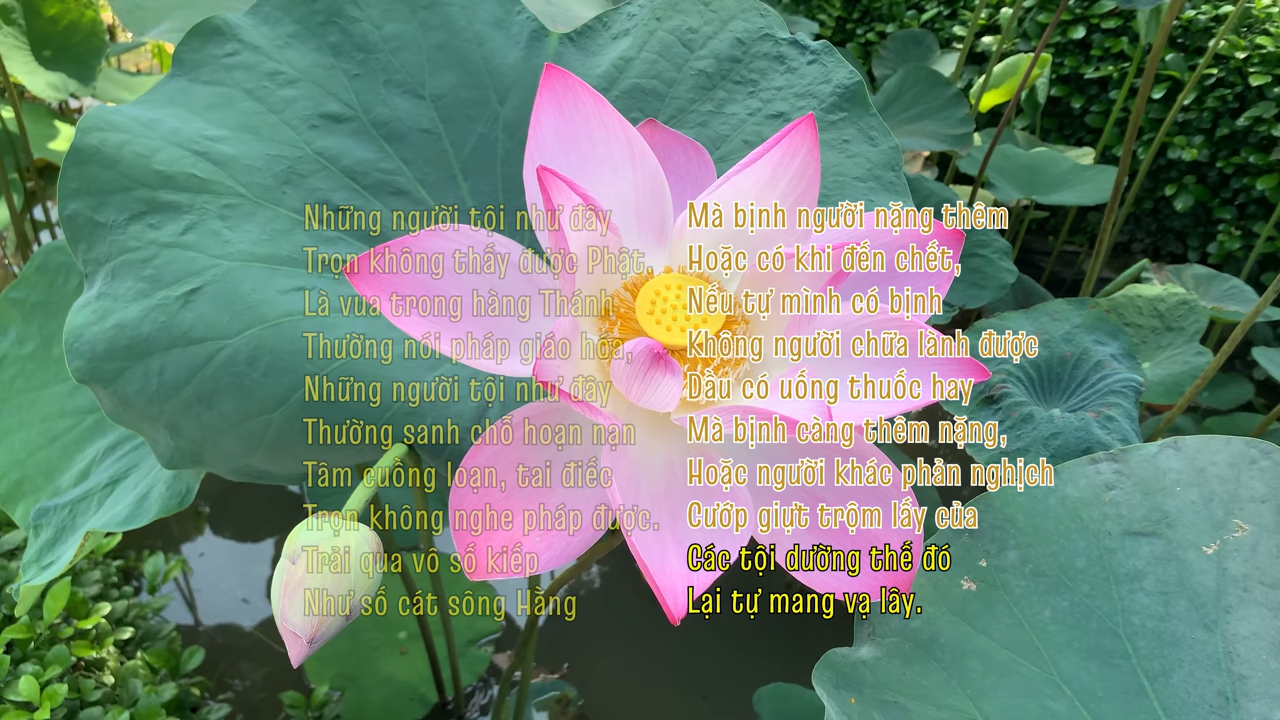 Những người tội như đây
Trọn không thấy được Phật.
Là vua trong hàng Thánh
Thường nói pháp giáo hóa,
Những người tội như đây
Thường sanh chỗ hoạn nạn
Tâm cuồng loạn, tai điếc
Trọn không nghe pháp được.
Trải qua vô số kiếp
Như số cát sông Hằng
Mà bịnh người nặng thêm
Hoặc có khi đến chết,
Nếu tự mình có bịnh
Không người chữa lành được
Dầu có uống thuốc hay
Mà bịnh càng thêm nặng,
Hoặc người khác phản nghịch
Cướp giựt trộm lấy của
Các tội dường thế đó
Lại tự mang vạ lây.